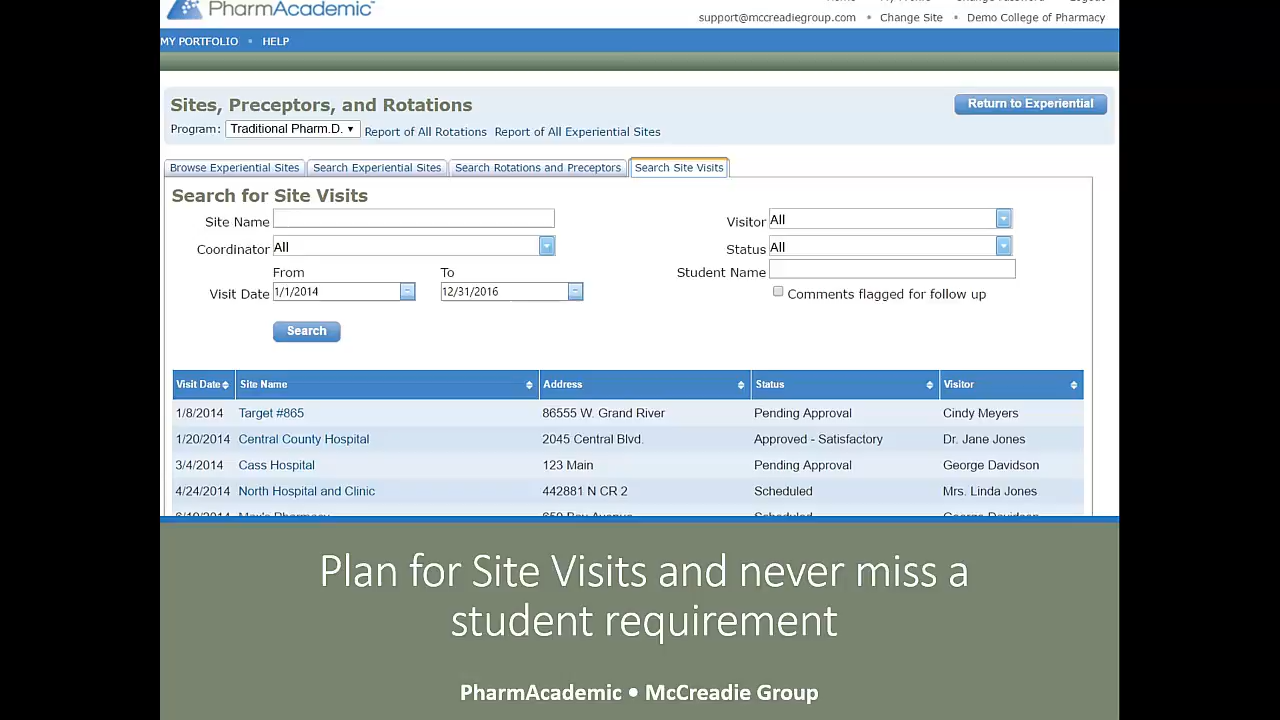 PharmAcademic™
support@mccreadiegroup.com • Change Site • Demo College of Pharmacy
MY PORTFOLIO • HELP
Sites, Preceptors, and Rotations
Return to Experiential
Program: Traditional Pharm.D. Report of All Rotations Report of All Experiential Sites
Browse Experiential Sites Search Experiential Sites Search Rotations and Preceptors Search Site Visits
Search for Site Visits
Site Name Visitor All
Coordinator All Status All
From To Student Name
Visit Date 1/1/2014 12/31/2016 Comments flagged for follow up
Search
Visit Date Site Name Address Status Visitor
1/8/2014 Target #865 86555 W. Grand River Pending Approval Cindy Meyers
1/20/2014 Central County Hospital 2045 Central Blvd. Approved - Satisfactory Dr. Jane Jones
3/4/2014 Cass Hospital 123 Main Pending Approval George Davidson
4/24/2014 North Hospital and Clinic 442881 N CR 2 Scheduled Mrs. Linda Jones
Plan for Site Visits and never miss a
student requirement
PharmAcademic • McCreadie Group